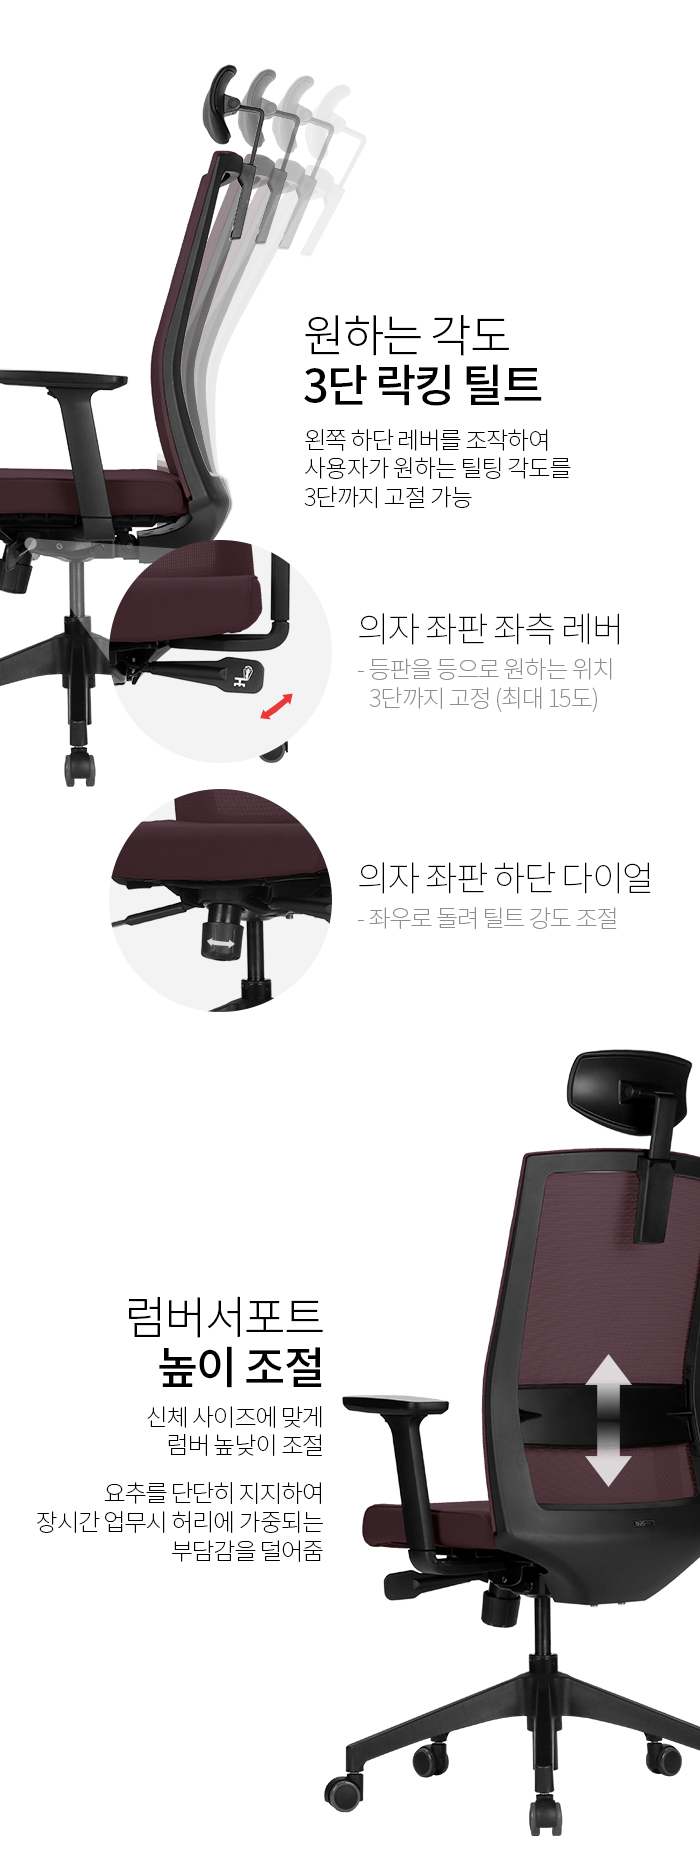 원하는 각도
3단 락킹 틸트
왼쪽 하단 레버를 조작하여
사용자가 원하는 틸팅 각도를
3단까지 고절 가능
의자 좌판 좌측 레버
- 등판을 등으로 원하는 위치
3단까지 고정 (최대 15도)
의자 좌판 하단 다이얼
- 좌우로 돌려 틸트 강도 조절
럼버서포트
높이 조절
신체 사이즈에 맞게
럼버 높낮이 조절
요추를 단단히 지지하여
장시간 업무시 허리에 가중되는
부담감을 덜어줌